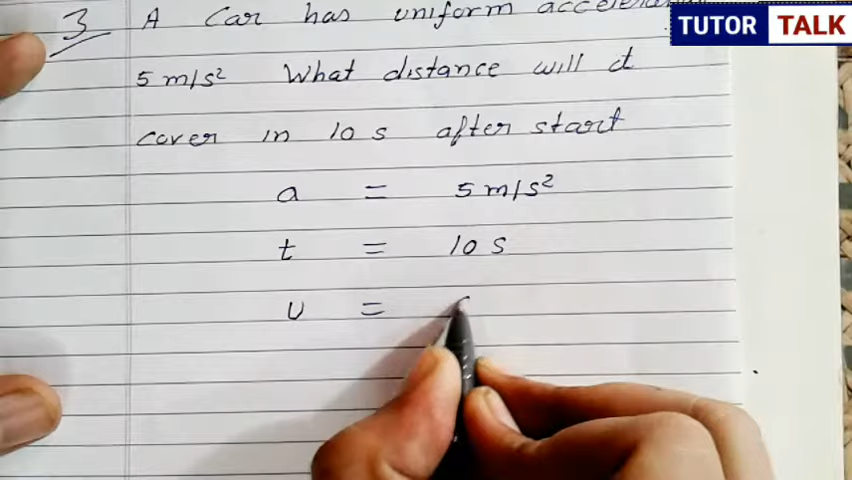 3 A Car has uniform
TUTOR TALK
5 m/s² What distance will it
cover in 10 s after start
a = 5 m/s²
t = 10 s
u =